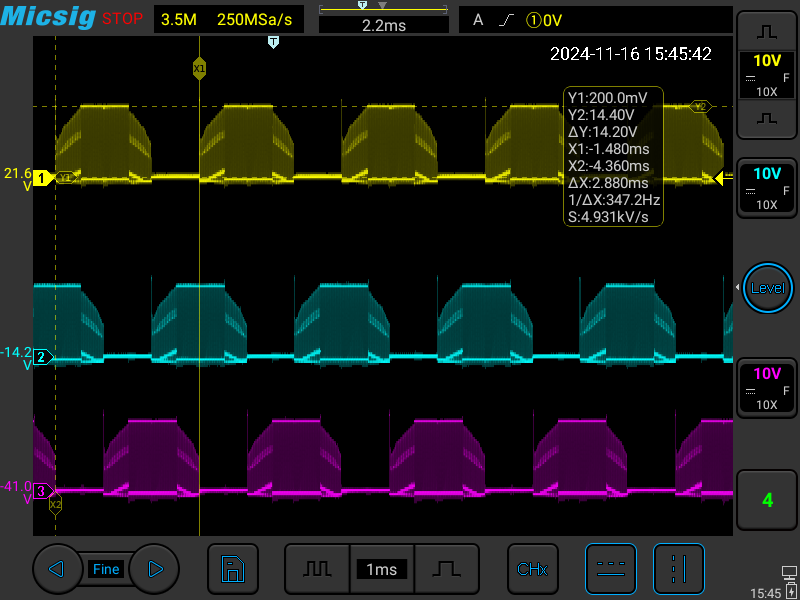 Micsig STOP 3.5M 250MSa/s 2.2ms A ①0V
T
2024-11-16 15:45:42
X1
10V
F
10X
Y1:200.0mV
Y2:14.40V
ΔY:14.20V
X1:-1.480ms
X2:-4.360ms
ΔX:2.880ms
1/ΔX:347.2Hz
S:4.931kV/s
Y2
21.6
V
1
Y1
10V
F
10X
Level
-14.2
V
2
10V
F
10X
-41.0
V
3
X2
4
Fine 1ms CHx
15:45